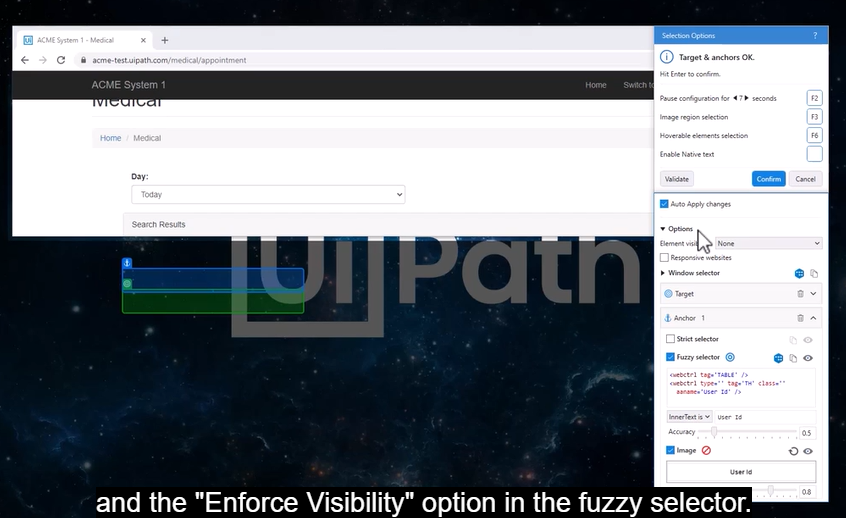 ACME System 1 - Medical
acme-test.uipath.com/medical/appointment
ACME System 1
Home
Medical
Home / Medical
Day:
Today
Search Results
UiPath
Selection Options ?
Target & anchors OK.
Hit Enter to confirm.
Pause configuration for 7 seconds F2
Image region selection F3
Hoverable elements selection F6
Enable Native text
Validate Confirm Cancel
Auto Apply changes
Options
Element None
Responsive websites
Window selector
Target
Anchor 1
Strict selector
Fuzzy selector
<webctrl tag='TABLE' />
<webctrl type='' tag='TH' class=''
aaname='User Id' />
InnerText is User Id
Accuracy 0.5
Image
User Id
0.8
and the "Enforce Visibility" option in the fuzzy selector.